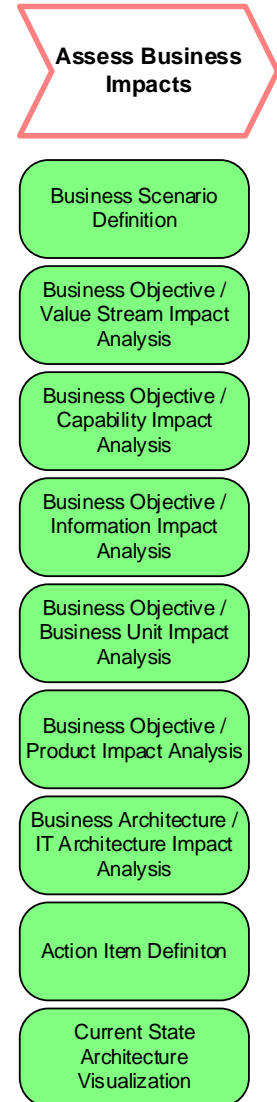 Assess Business
Impacts
Business Scenario
Definition
Business Objective /
Value Stream Impact
Analysis
Business Objective /
Capability Impact
Analysis
Business Objective /
Information Impact
Analysis
Business Objective /
Business Unit Impact
Analysis
Business Objective /
Product Impact Analysis
Business Architecture /
IT Architecture Impact
Analysis
Action Item Definiton
Current State
Architecture
Visualization